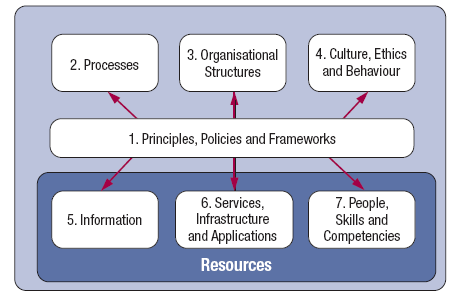 2. Processes
3. Organisational
Structures
4. Culture, Ethics
and Behaviour
1. Principles, Policies and Frameworks
5. Information
6. Services,
Infrastructure
and Applications
7. People,
Skills and
Competencies
Resources